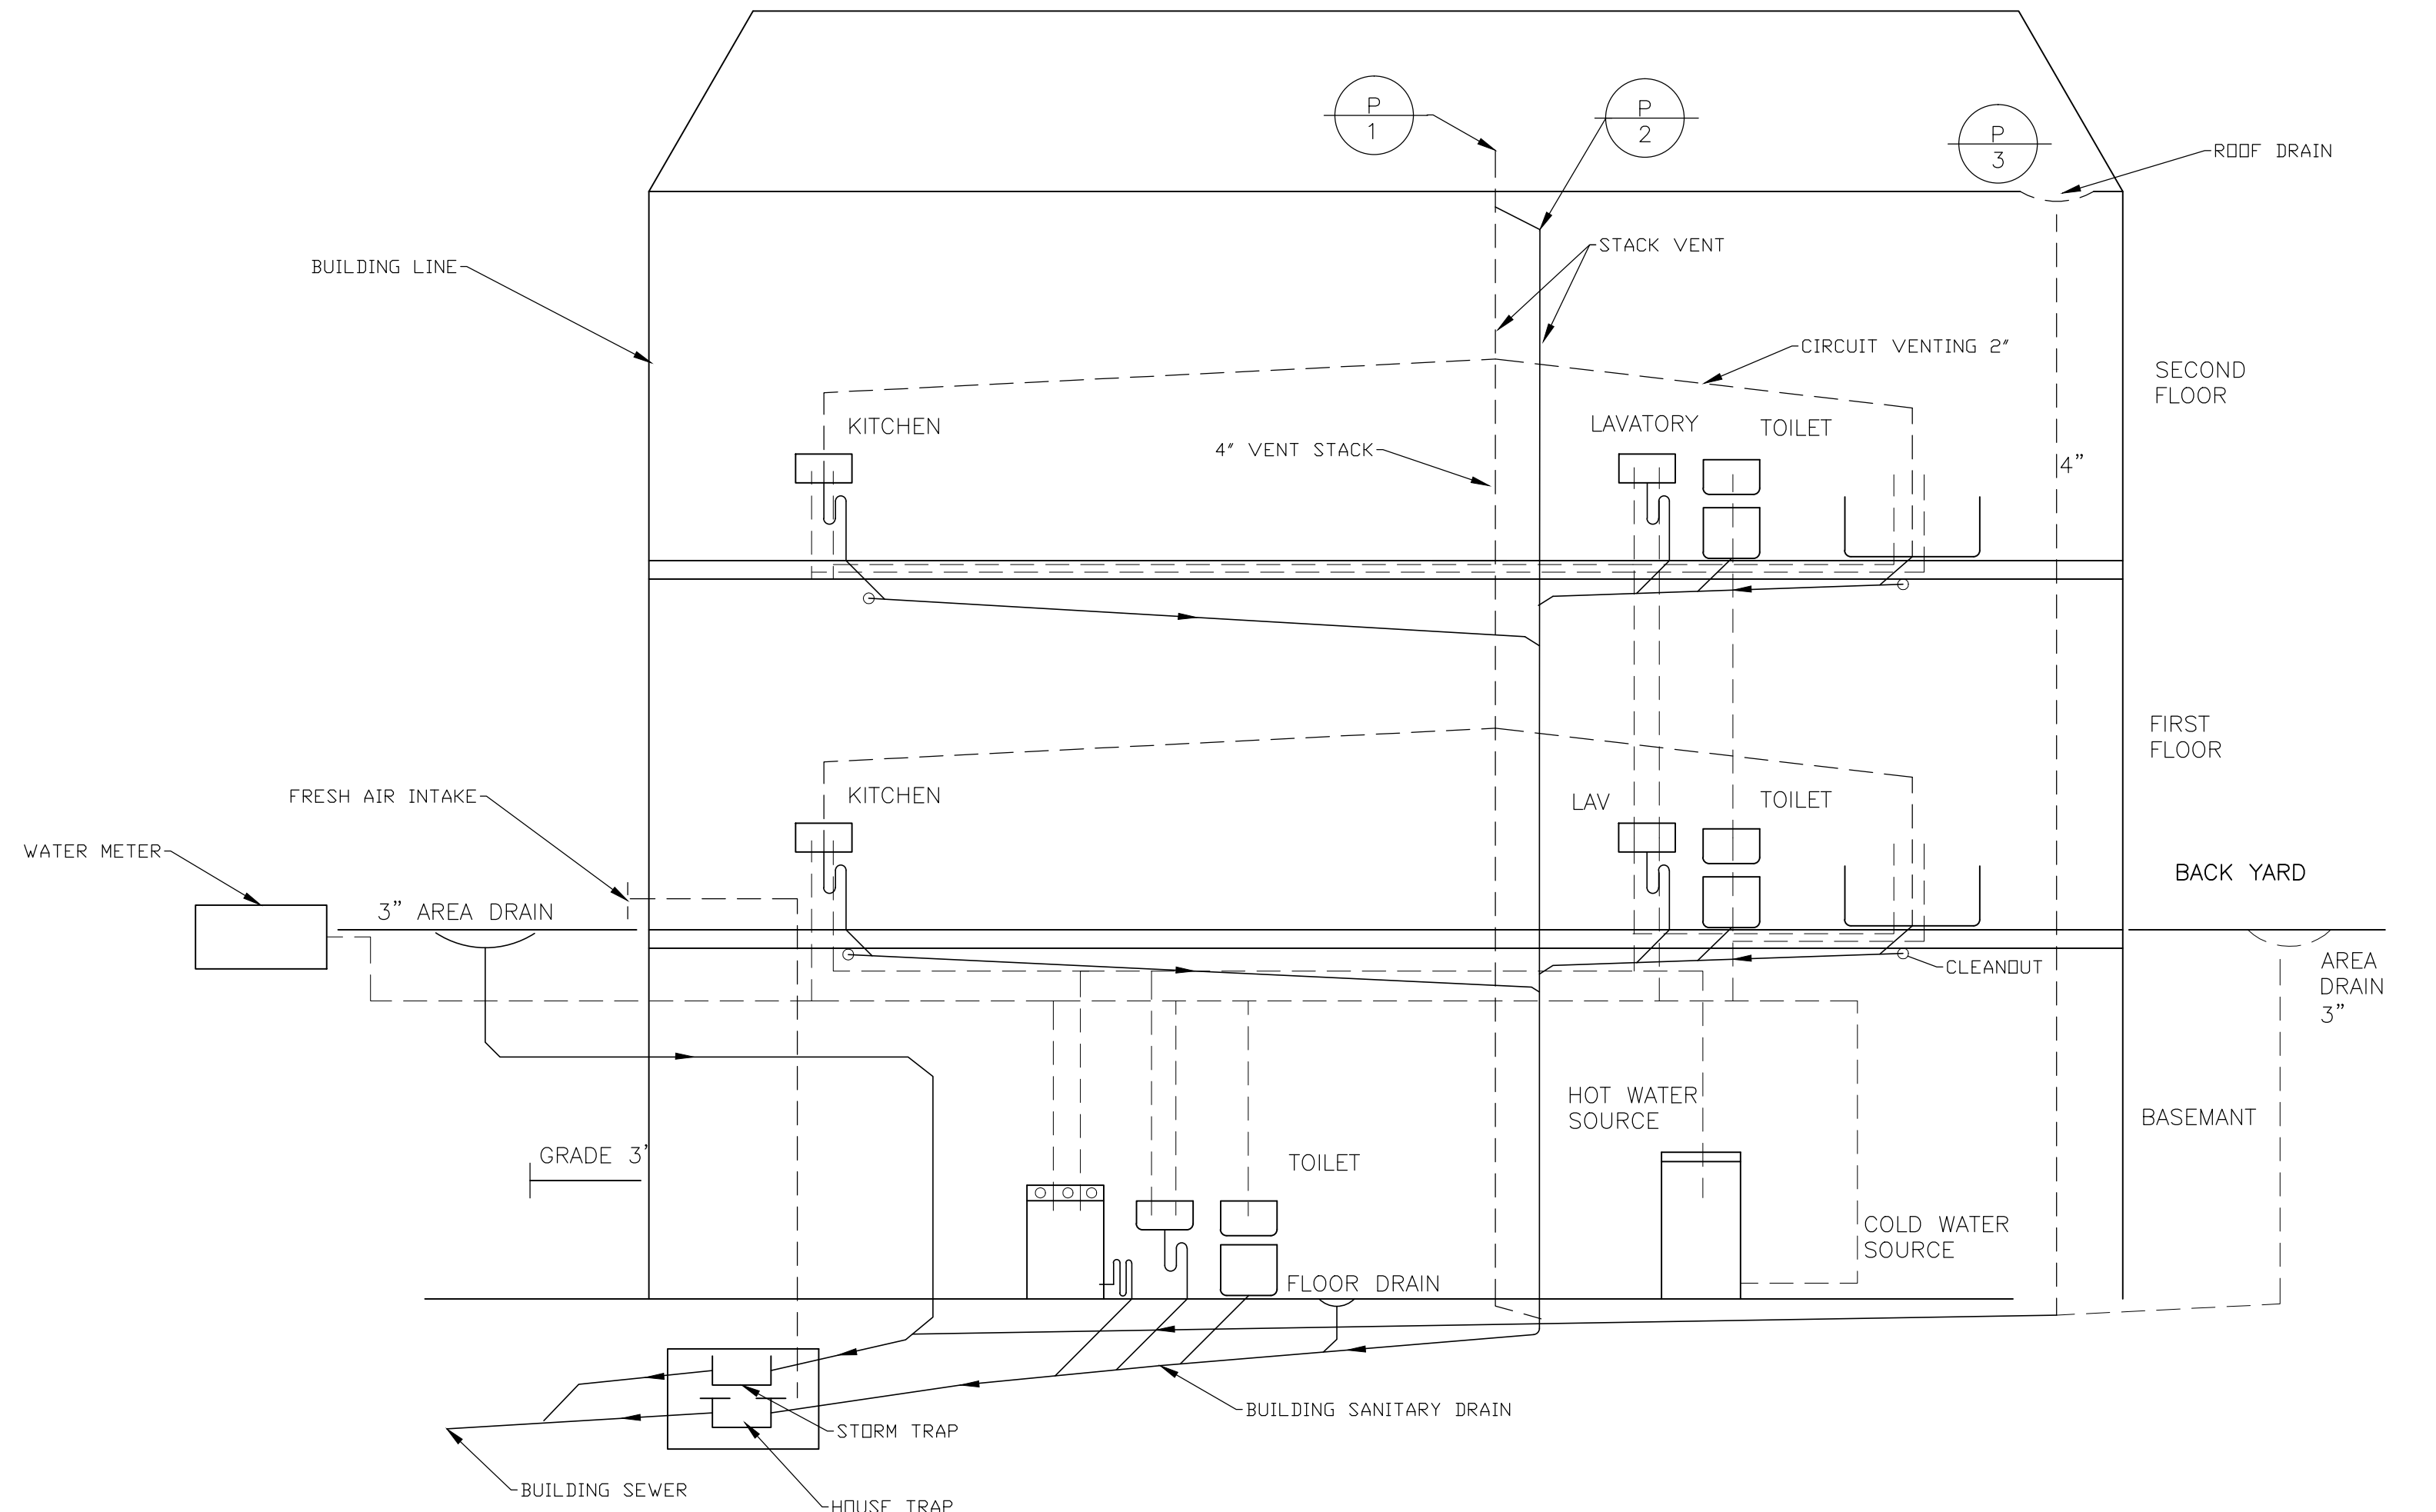 P
1
P
2
P
3
ROOF DRAIN
STACK VENT
BUILDING LINE
CIRCUIT VENTING 2"
SECOND
FLOOR
KITCHEN
LAVATORY
TOILET
4" VENT STACK
4"
FIRST
FLOOR
FRESH AIR INTAKE
KITCHEN
LAV
TOILET
WATER METER
BACK YARD
3" AREA DRAIN
CLEANOUT
AREA
DRAIN
3"
HOT WATER
SOURCE
BASEMANT
GRADE 3'
TOILET
COLD WATER
SOURCE
FLOOR DRAIN
BUILDING SANITARY DRAIN
STORM TRAP
BUILDING SEWER
HOUSE TRAP